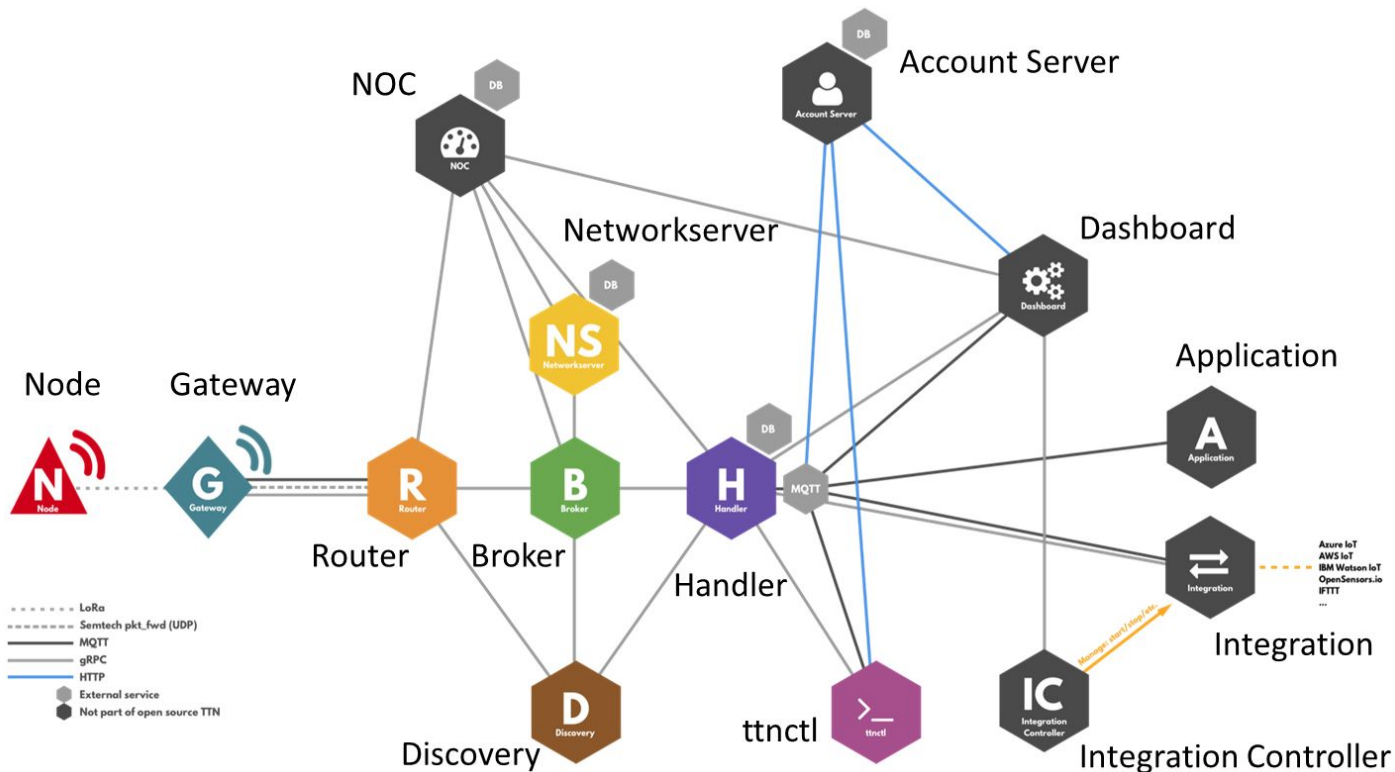 DB
Account Server
NOC
DB
Account Server
NOC
Networkserver
Dashboard
DB
Dashboard
NS
Networkserver
Application
Node
Gateway
DB
A
Application
N
Node
G
Gateway
R
Router
B
Broker
H
Handler
MQTT
Router
Broker
Handler
Integration
Azure IoT
AWS IoT
IBM Watson IoT
OpenSensors.io
IFTTT
...
Integration
LoRa
Semtech pkt_fwd (UDP)
MQTT
gRPC
HTTP
External service
Not part of open source TTN
Manage: start/stop/etc.
D
Discovery
Discovery
ttnctl
>_
ttnctl
IC
Integration
Controller
Integration Controller